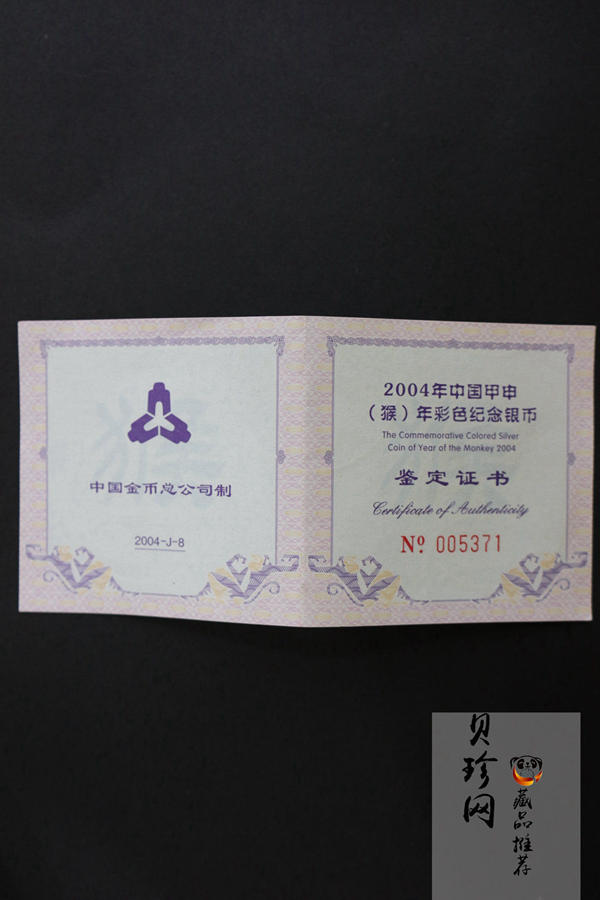 中国金币总公司制
2004-J-8
2004年中国甲申
（猴）年彩色纪念银币
The Commemorative Colored Silver
Coin of Year of the Monkey 2004
鉴定证书
Certificate of Authenticity
Nº 005371
贝珍网
藏品推荐